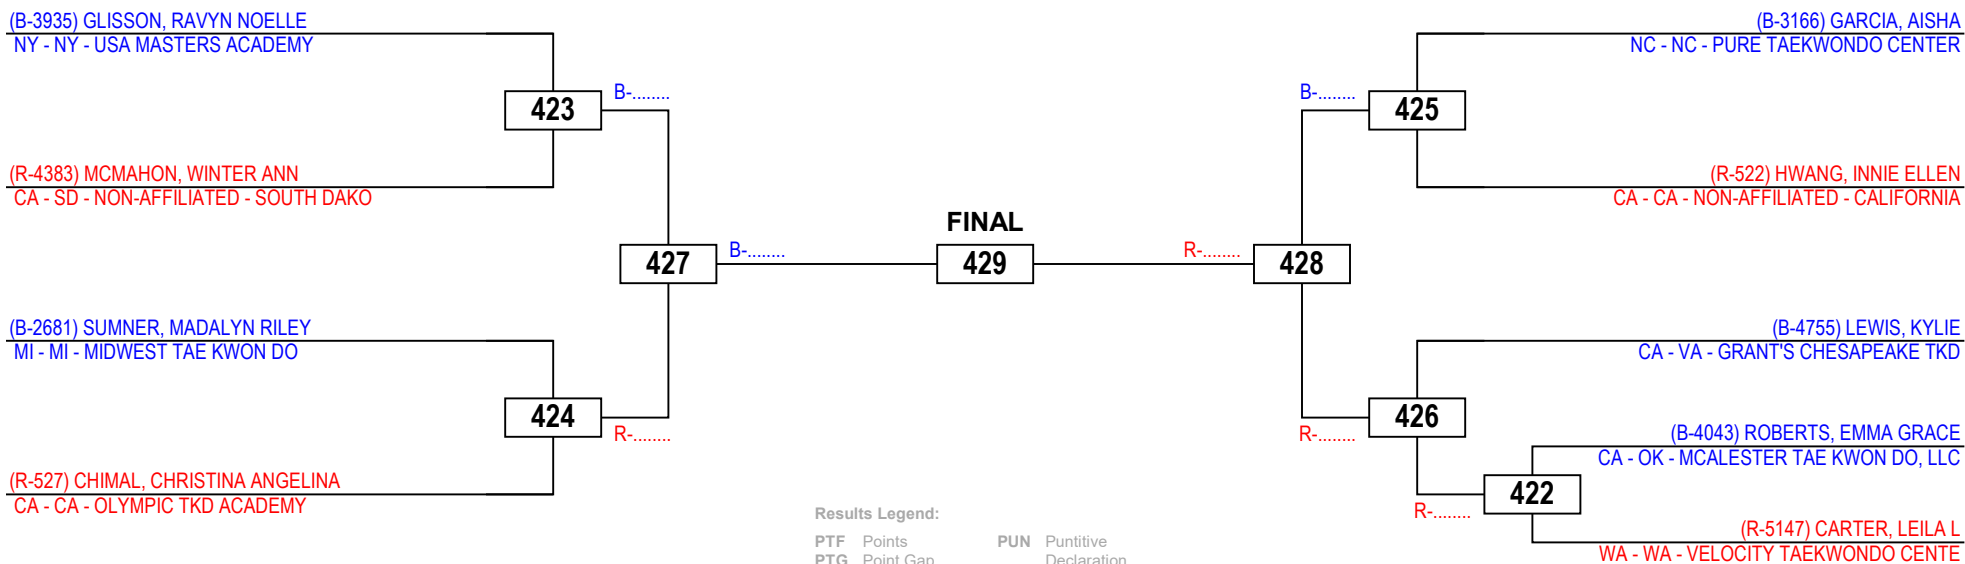 (B-3935) GLISSON, RAVYN NOELLE
NY - NY - USA MASTERS ACADEMY
423
B-........
(R-4383) MCMAHON, WINTER ANN
CA - SD - NON-AFFILIATED - SOUTH DAKO
427
B-........
(B-2681) SUMNER, MADALYN RILEY
MI - MI - MIDWEST TAE KWON DO
424
R-........
(R-527) CHIMAL, CHRISTINA ANGELINA
CA - CA - OLYMPIC TKD ACADEMY
FINAL
429
(B-3166) GARCIA, AISHA
NC - NC - PURE TAEKWONDO CENTER
B-........
425
(R-522) HWANG, INNIE ELLEN
CA - CA - NON-AFFILIATED - CALIFORNIA
R-........
428
(B-4755) LEWIS, KYLIE
CA - VA - GRANT'S CHESAPEAKE TKD
R-........
426
(B-4043) ROBERTS, EMMA GRACE
CA - OK - MCALESTER TAE KWON DO, LLC
R-........
422
(R-5147) CARTER, LEILA L
WA - WA - VELOCITY TAEKWONDO CENTE
Results Legend:
PTF Points PUN Puntitive
PTG Point Gap Declaration